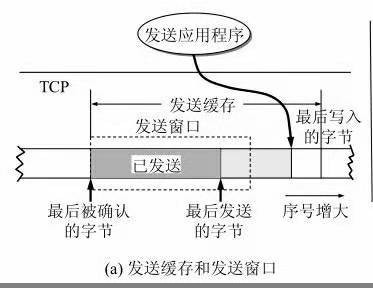 发送应用程序
TCP
发送缓存
发送窗口
最后写入
的字节
已发送
最后被确认
的字节
最后发送
的字节
序号增大
(a) 发送缓存和发送窗口